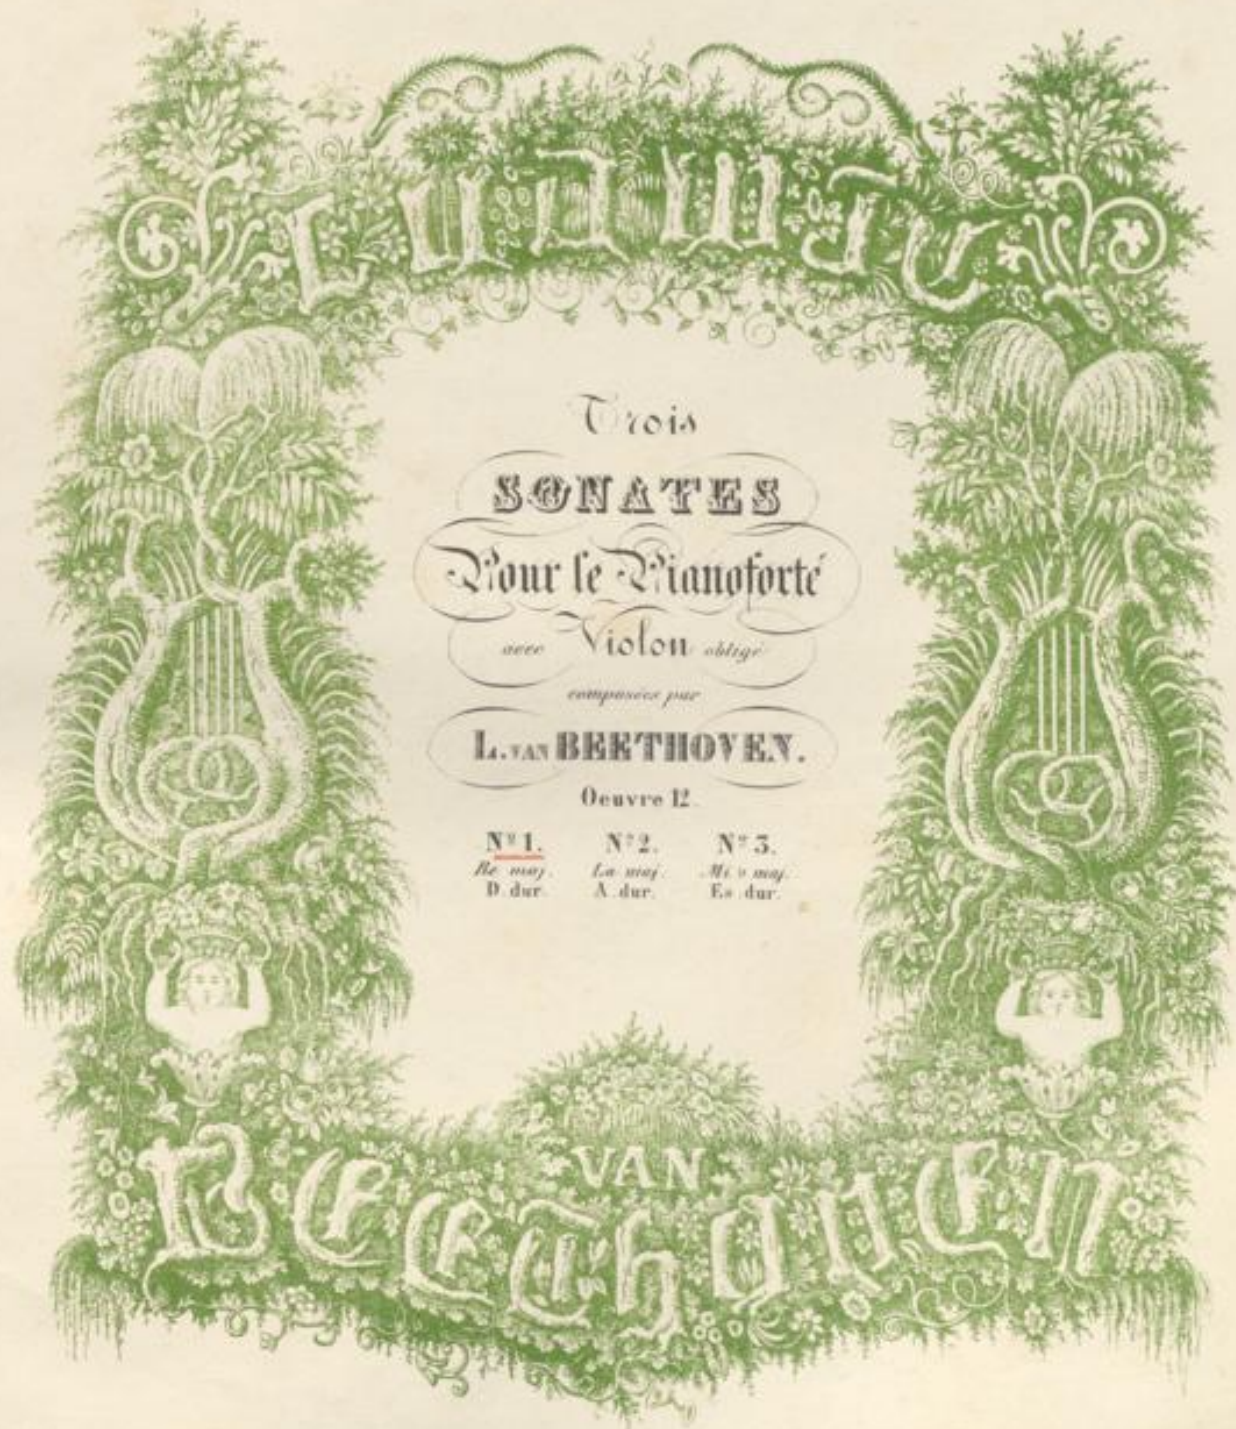 Ludwig
Trois
SONATES
Pour le Pianoforté
avec Violon obligé
composées par
L. VAN BEETHOVEN.
Oeuvre 12.
Nº 1. Nº 2. Nº 3.
Re maj. La maj. Mi b maj.
D. dur. A. dur. Es. dur.
VAN
BEETHOVEN